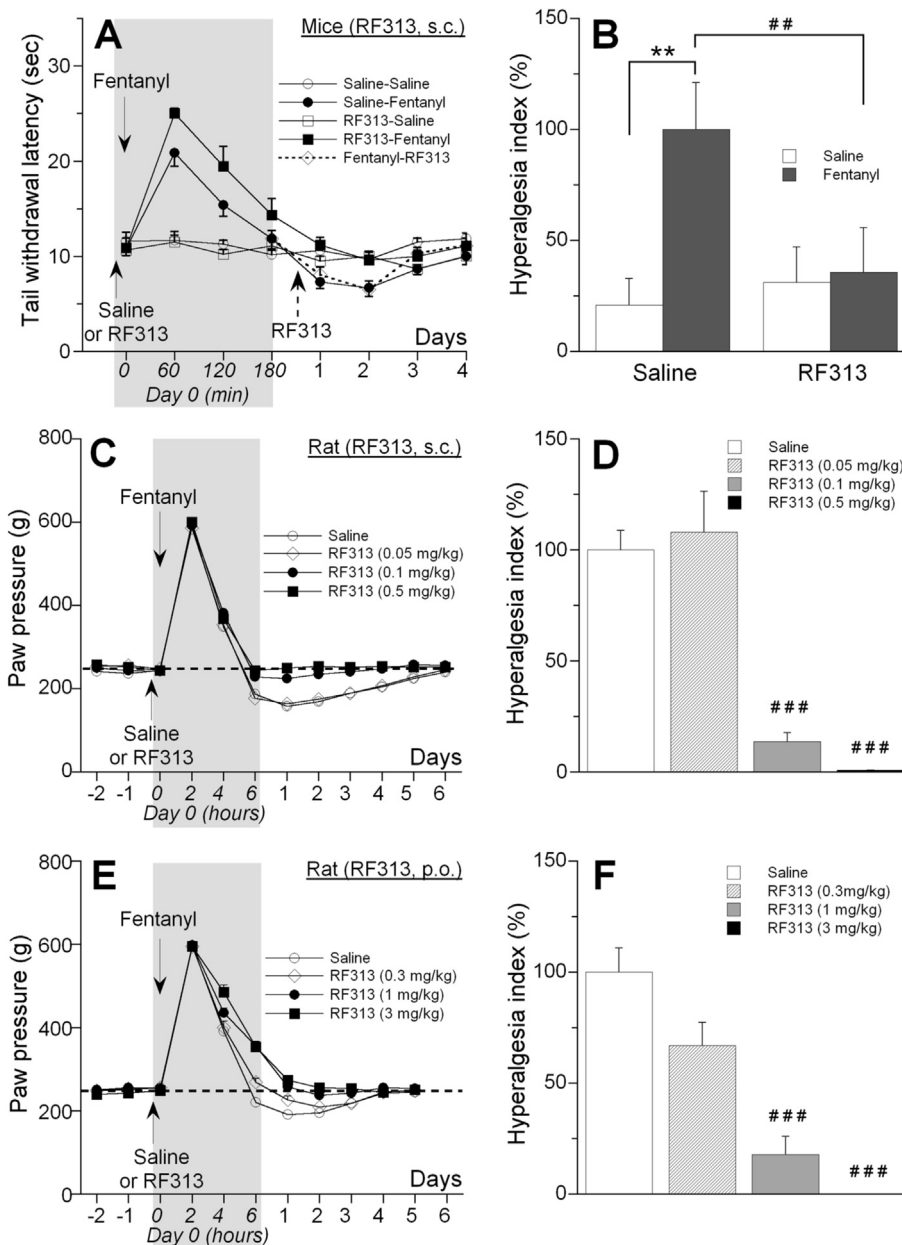 A
Mice (RF313, s.c.)
Tail withdrawal latency (sec)
30
20
10
0
Fentanyl
Saline-Saline
Saline-Fentanyl
RF313-Saline
RF313-Fentanyl
Fentanyl-RF313
Saline
or RF313
RF313
Days
0 60 120 180 1 2 3 4
Day 0 (min)
B
Hyperalgesia index (%)
150
100
50
0
**
##
Saline
Fentanyl
Saline RF313
C
Rat (RF313, s.c.)
Paw pressure (g)
800
600
400
200
0
Fentanyl
Saline
RF313 (0.05 mg/kg)
RF313 (0.1 mg/kg)
RF313 (0.5 mg/kg)
Saline
or RF313
Days
-2 -1 0 2 4 6 1 2 3 4 5 6
Day 0 (hours)
D
Hyperalgesia index (%)
150
100
50
0
Saline
RF313 (0.05 mg/kg)
RF313 (0.1 mg/kg)
RF313 (0.5 mg/kg)
###
###
E
Rat (RF313, p.o.)
Paw pressure (g)
800
600
400
200
0
Fentanyl
Saline
RF313 (0.3 mg/kg)
RF313 (1 mg/kg)
RF313 (3 mg/kg)
Saline
or RF313
Days
-2 -1 0 2 4 6 1 2 3 4 5 6
Day 0 (hours)
F
Hyperalgesia index (%)
150
100
50
0
Saline
RF313 (0.3mg/kg)
RF313 (1 mg/kg)
RF313 (3 mg/kg)
###
###